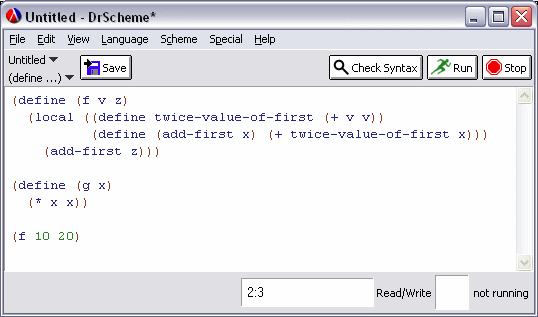 Untitled - DrScheme*
File Edit View Language Scheme Special Help
Untitled
(define ...)
Save
Check Syntax
Run
Stop
(define (f v z)
  (local ((define twice-value-of-first (+ v v))
          (define (add-first x) (+ twice-value-of-first x)))
    (add-first z)))
(define (g x)
  (* x x))
(f 10 20)
2:3 Read/Write not running